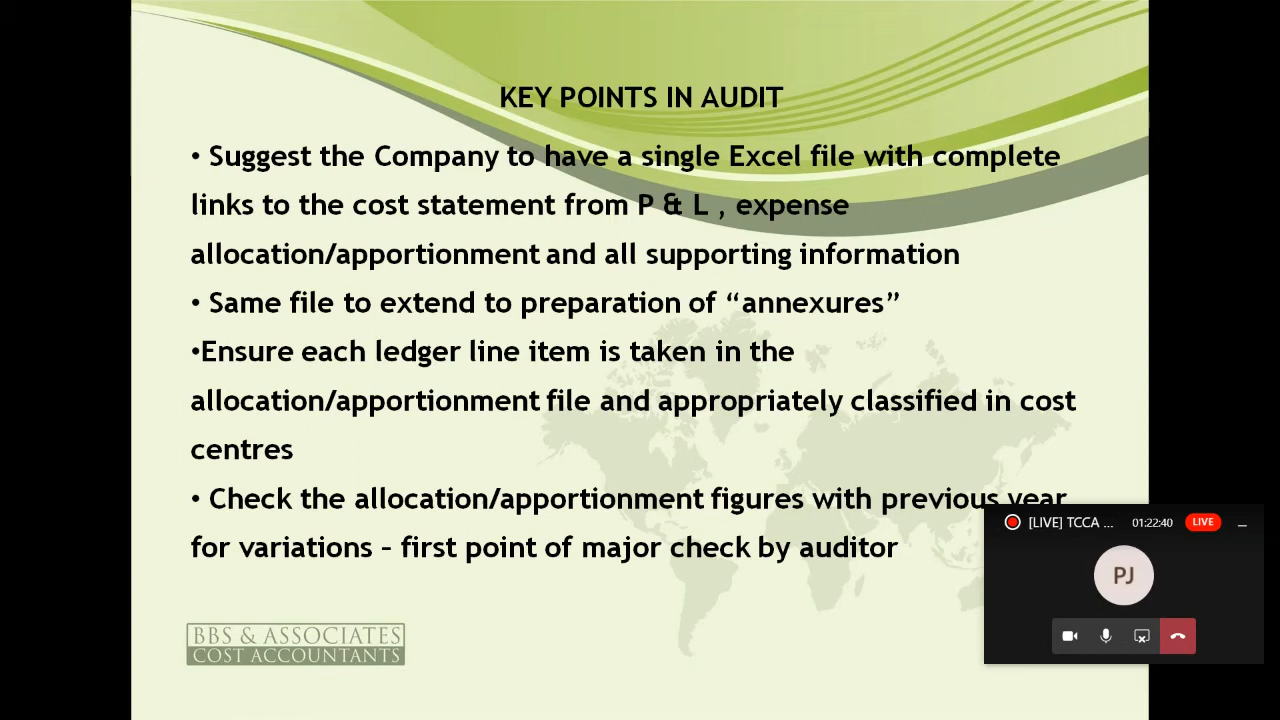 KEY POINTS IN AUDIT
• Suggest the Company to have a single Excel file with complete
links to the cost statement from P & L , expense
allocation/apportionment and all supporting information
• Same file to extend to preparation of “annexures”
•Ensure each ledger line item is taken in the
allocation/apportionment file and appropriately classified in cost
centres
• Check the allocation/apportionment figures with previous year
for variations – first point of major check by auditor
[LIVE] TCCA ... 01:22:40 LIVE
PJ
BBS & ASSOCIATES
COST ACCOUNTANTS